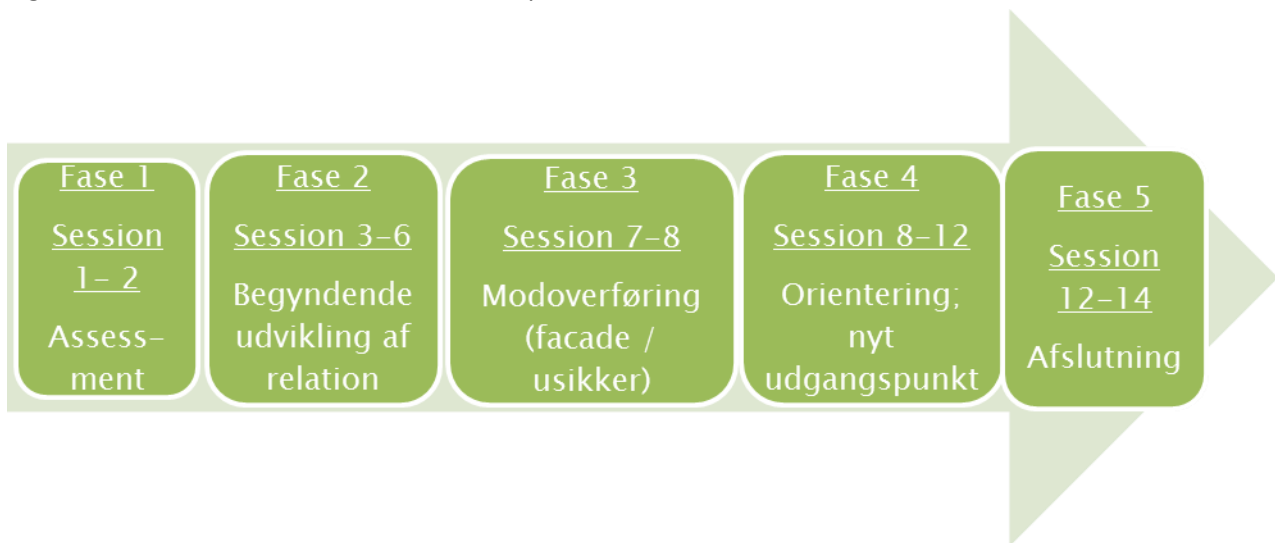 Fase 1
Session
1– 2
Assess–
ment
Fase 2
Session 3–6
Begyndende
udvikling af
relation
Fase 3
Session 7–8
Modoverføring
(facade /
usikker)
Fase 4
Session 8–12
Orientering;
nyt
udgangspunkt
Fase 5
Session
12–14
Afslutning